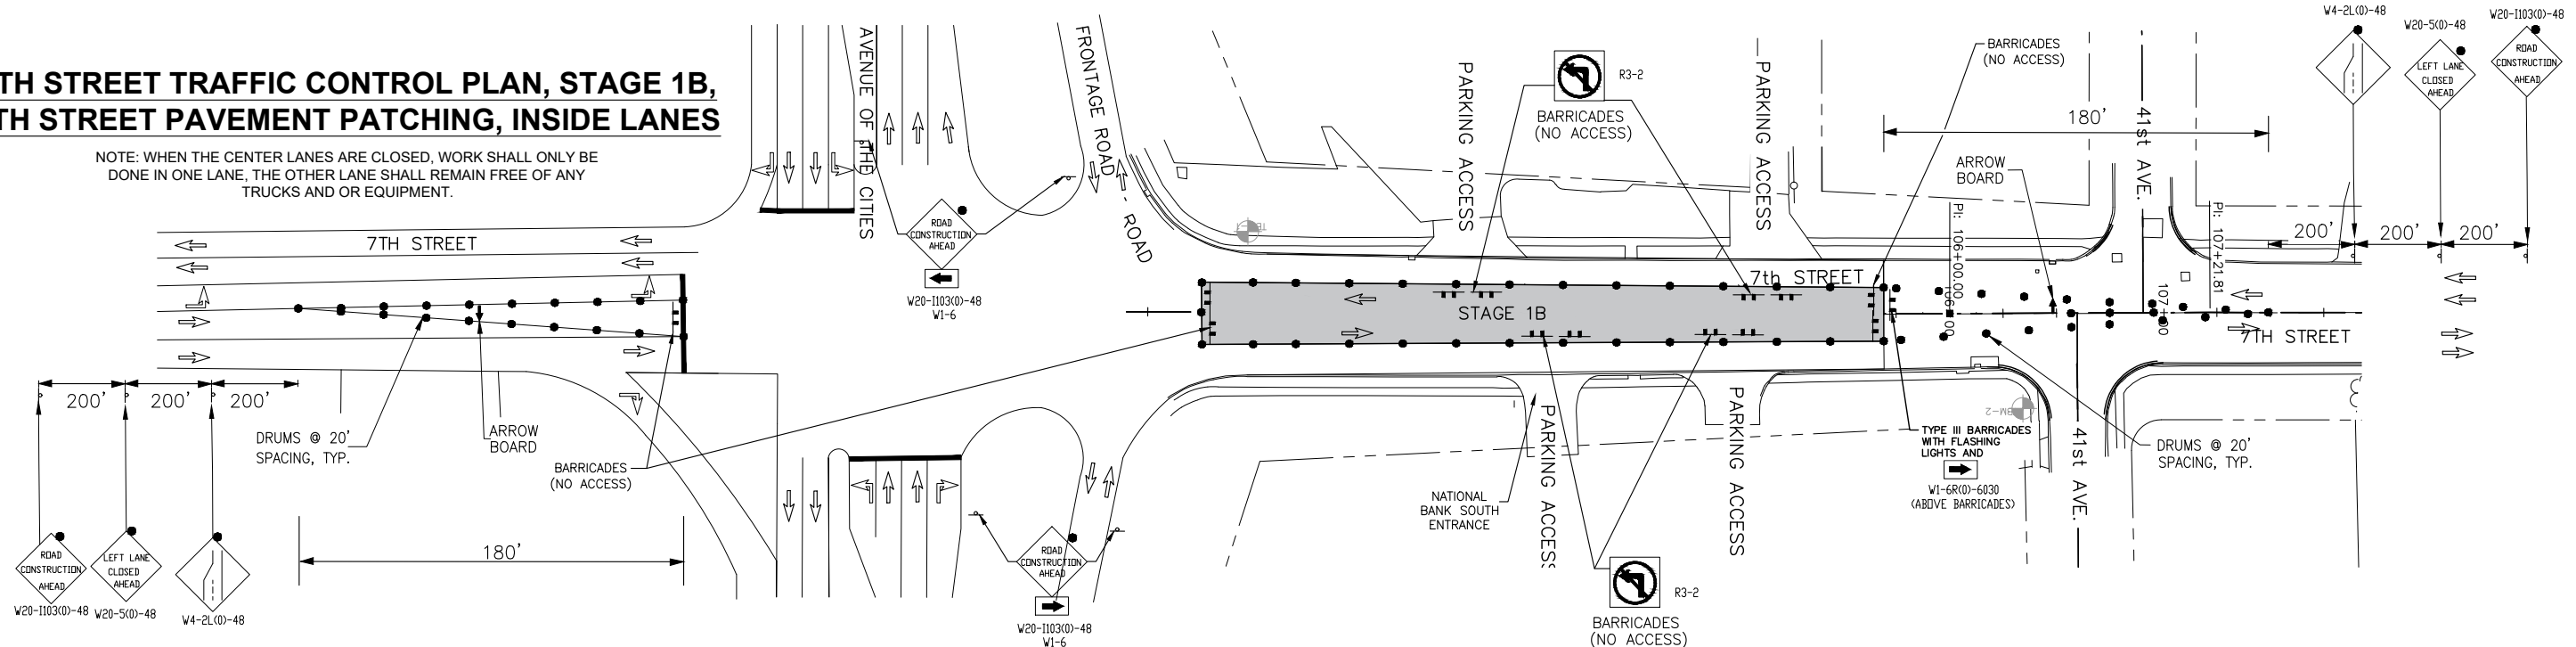 TH STREET TRAFFIC CONTROL PLAN, STAGE 1B,
TH STREET PAVEMENT PATCHING, INSIDE LANES
NOTE: WHEN THE CENTER LANES ARE CLOSED, WORK SHALL ONLY BE
DONE IN ONE LANE, THE OTHER LANE SHALL REMAIN FREE OF ANY
TRUCKS AND OR EQUIPMENT.
7TH STREET
AVENUE OF THE CITIES
FRONTAGE ROAD
ROAD
ROAD
CONSTRUCTION
AHEAD
W20-I103(0)-48
W1-6
PARKING ACCESS
R3-2
BARRICADES
(NO ACCESS)
PARKING ACCESS
BARRICADES
(NO ACCESS)
180'
ARROW
BOARD
41st AVE.
W4-2L(0)-48
W20-5(0)-48
LEFT LANE
CLOSED
AHEAD
W20-I103(0)-48
ROAD
CONSTRUCTION
AHEAD
200'
200'
200'
PI: 106+00.00
PI: 107+21.81
107+00
7th STREET
STAGE 1B
7TH STREET
200'
200'
200'
DRUMS @ 20'
SPACING, TYP.
ARROW
BOARD
BARRICADES
(NO ACCESS)
180'
ROAD
CONSTRUCTION
AHEAD
W20-I103(0)-48
LEFT LANE
CLOSED
AHEAD
W20-5(0)-48
W4-2L(0)-48
ROAD
CONSTRUCTION
AHEAD
W20-I103(0)-48
W1-6
NATIONAL
BANK SOUTH
ENTRANCE
PARKING ACCESS
PARKING ACCESS
R3-2
BARRICADES
(NO ACCESS)
TYPE III BARRICADES
WITH FLASHING
LIGHTS AND
W1-6R(0)-6030
(ABOVE BARRICADES)
BM-2
41st AVE.
DRUMS @ 20'
SPACING, TYP.